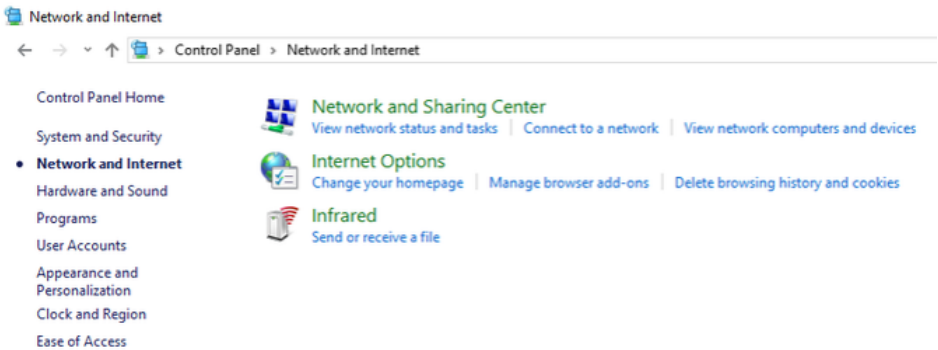 Network and Internet
Control Panel > Network and Internet
Control Panel Home
System and Security
Network and Internet
Hardware and Sound
Programs
User Accounts
Appearance and
Personalization
Clock and Region
Ease of Access
Network and Sharing Center
View network status and tasks | Connect to a network | View network computers and devices
Internet Options
Change your homepage | Manage browser add-ons | Delete browsing history and cookies
Infrared
Send or receive a file